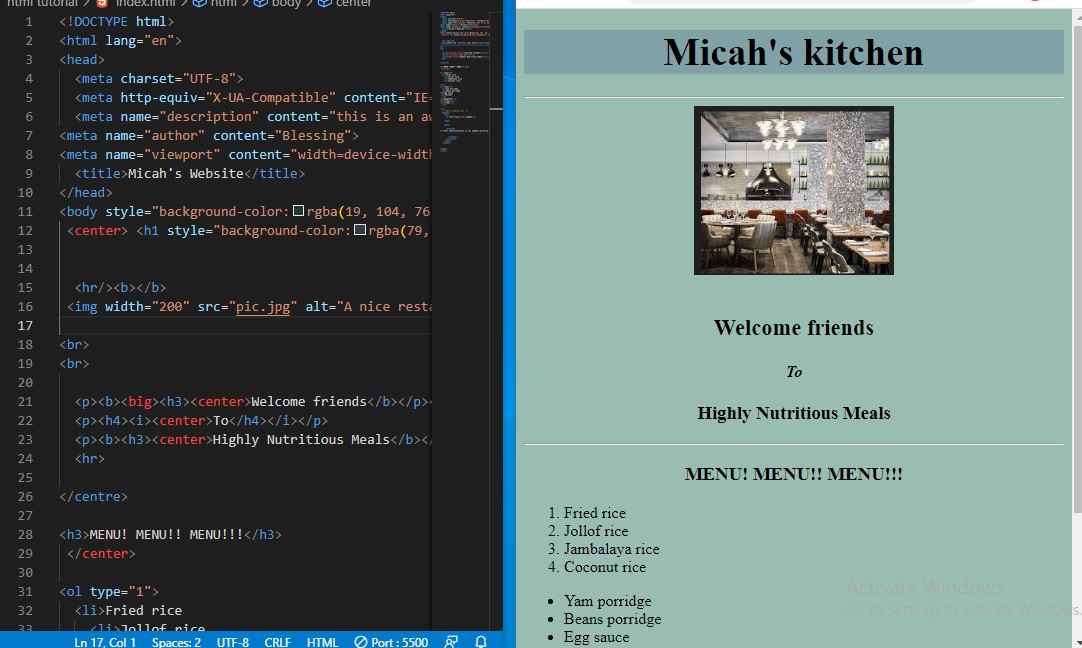 html tutorial > index.html > html > body > center
1 <!DOCTYPE html>
2 <html lang="en">
3 <head>
4 <meta charset="UTF-8">
5 <meta http-equiv="X-UA-Compatible" content="IE=
6 <meta name="description" content="this is an aw
7 <meta name="author" content="Blessing">
8 <meta name="viewport" content="width=device-width
9 <title>Micah's Website</title>
10 </head>
11 <body style="background-color: rgba(19, 104, 76
12 <center> <h1 style="background-color: rgba(79,
13
14
15 <hr/><b></b>
16 <img width="200" src="pic.jpg" alt="A nice resta
17
18 <br>
19 <br>
20
21 <p><b><big><h3><center>Welcome friends</b></p><
22 <p><h4><i><center>To</h4></i></p>
23 <p><b><h3><center>Highly Nutritious Meals</b></
24 <hr>
25
26 </centre>
27
28 <h3>MENU! MENU!! MENU!!!</h3>
29 </center>
30
31 <ol type="1">
32 <li>Fried rice
33 <li>Jollof rice
Ln 17, Col 1 Spaces: 2 UTF-8 CRLF HTML Port : 5500
Micah's kitchen
Welcome friends
To
Highly Nutritious Meals
MENU! MENU!! MENU!!!
1. Fried rice
2. Jollof rice
3. Jambalaya rice
4. Coconut rice
• Yam porridge
• Beans porridge
• Egg sauce
Activate Windows
Go to Settings to activate Windows.